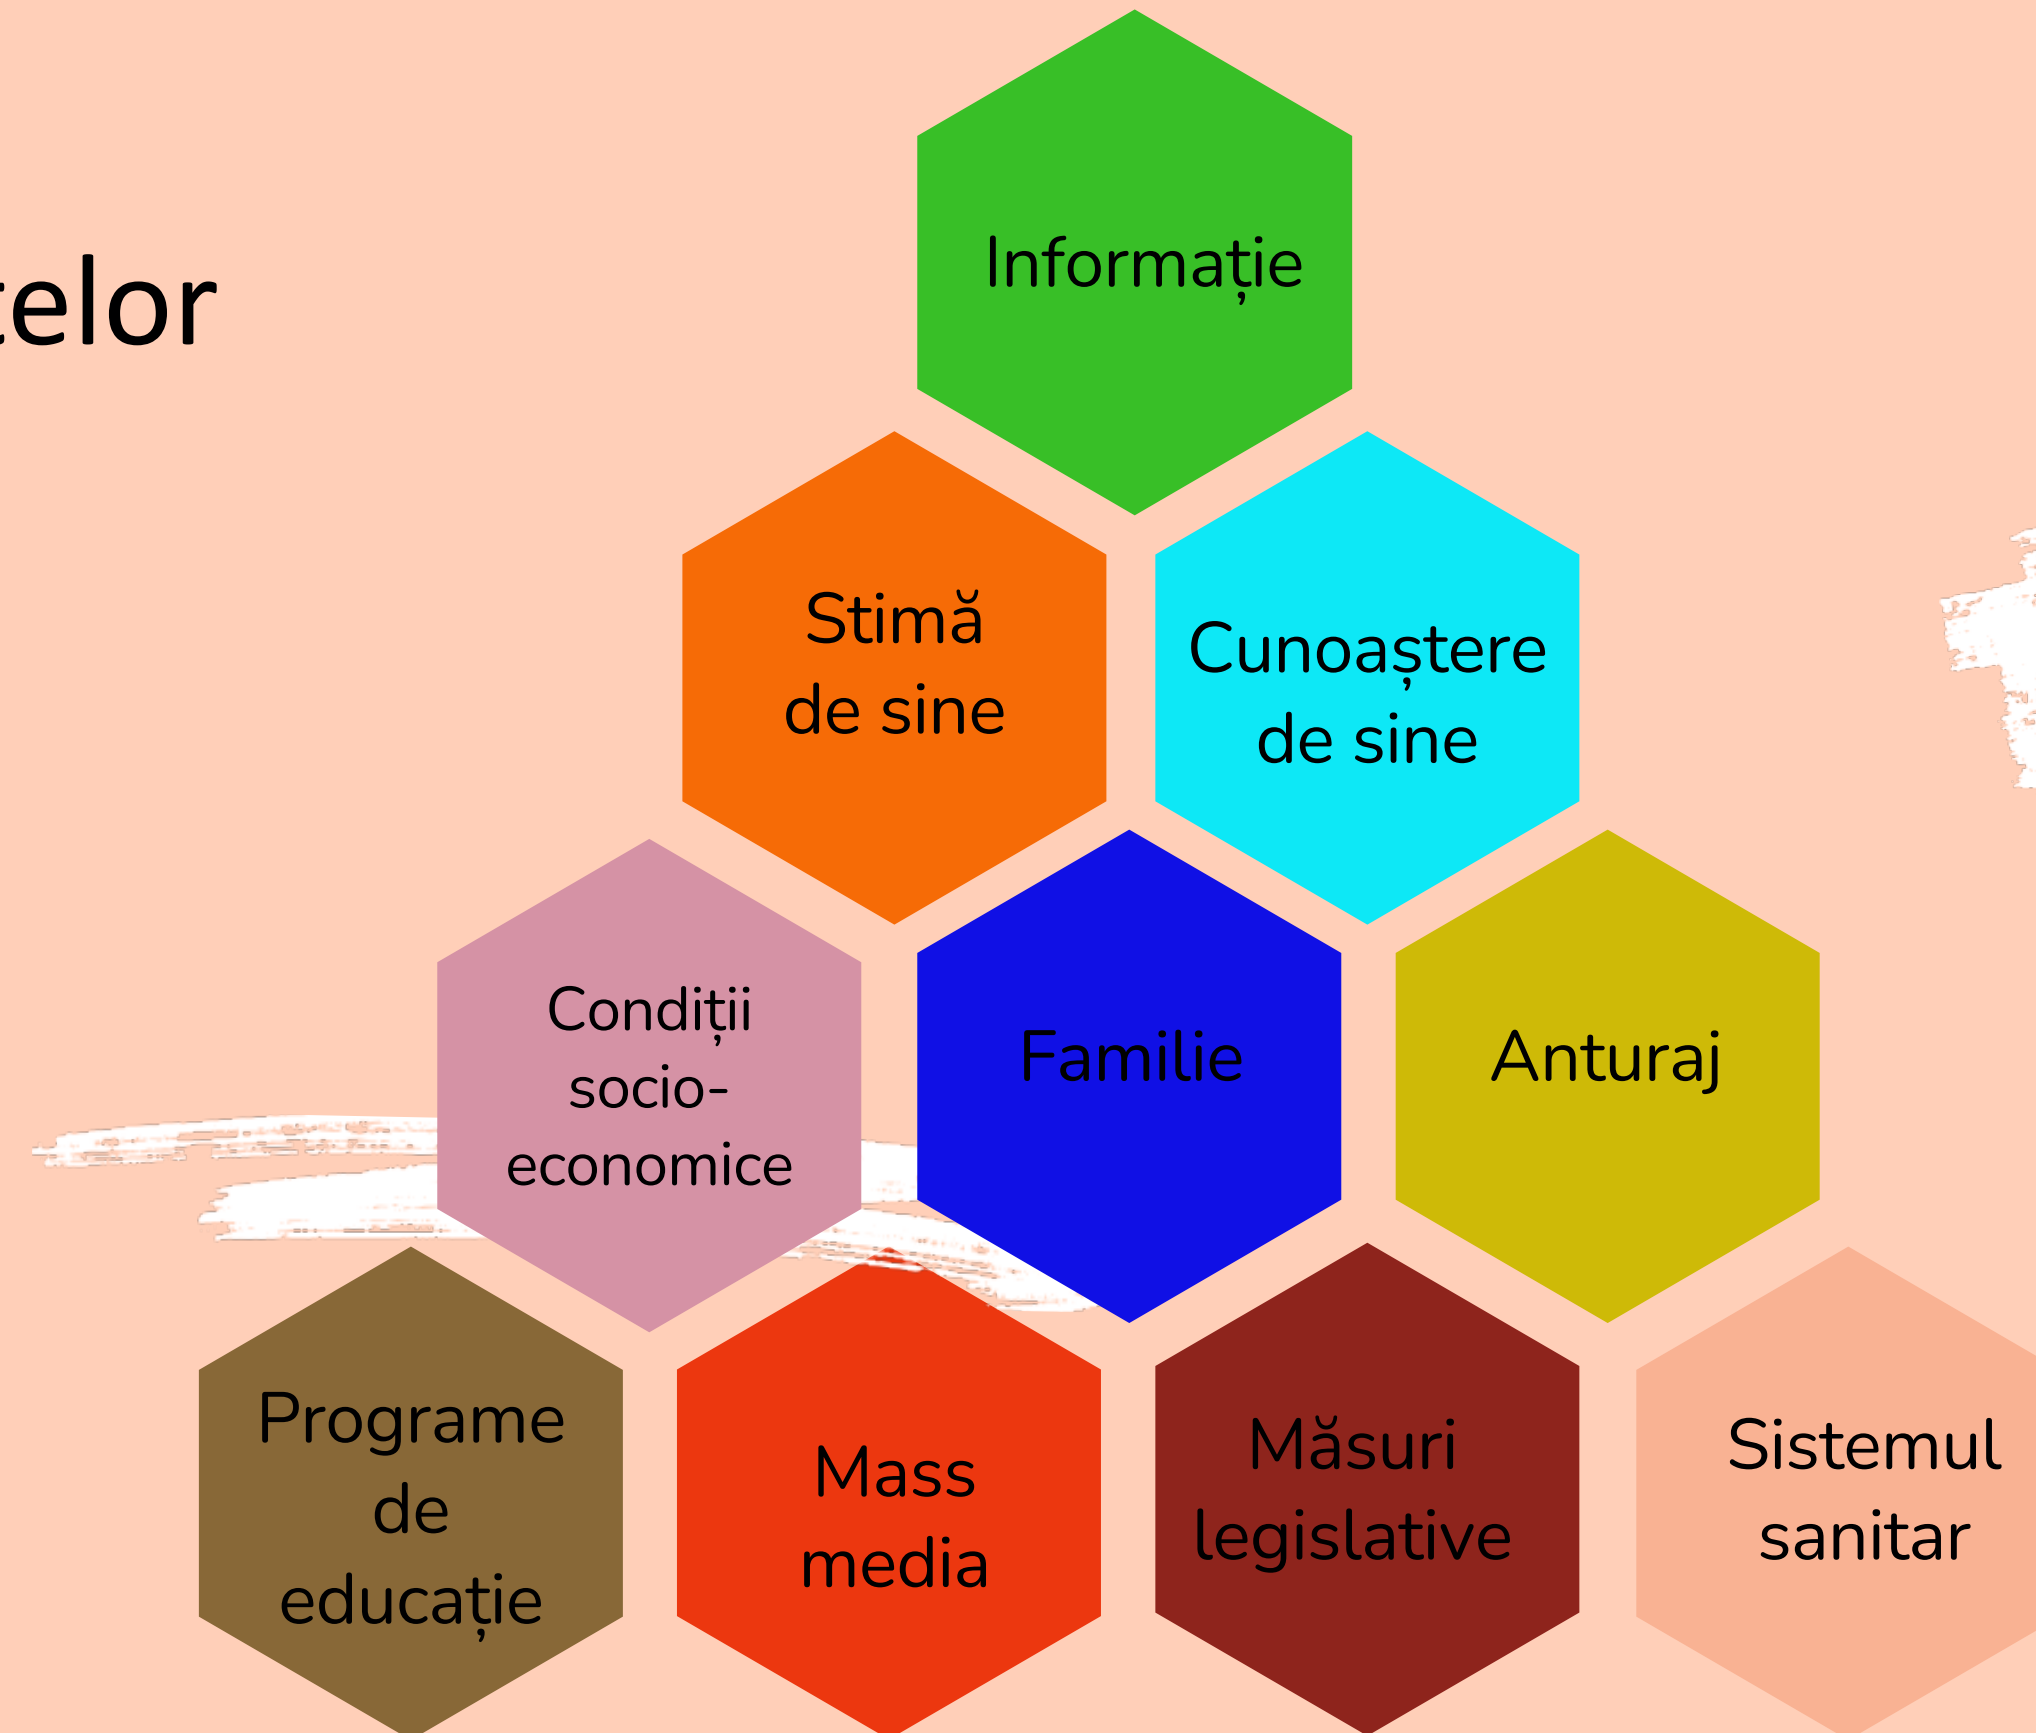 Informație
telor
Stimă
de sine
Cunoaștere
de sine
Condiții
socio-
economice
Familie
Anturaj
Programe
de
educație
Mass
media
Măsuri
legislative
Sistemul
sanitar